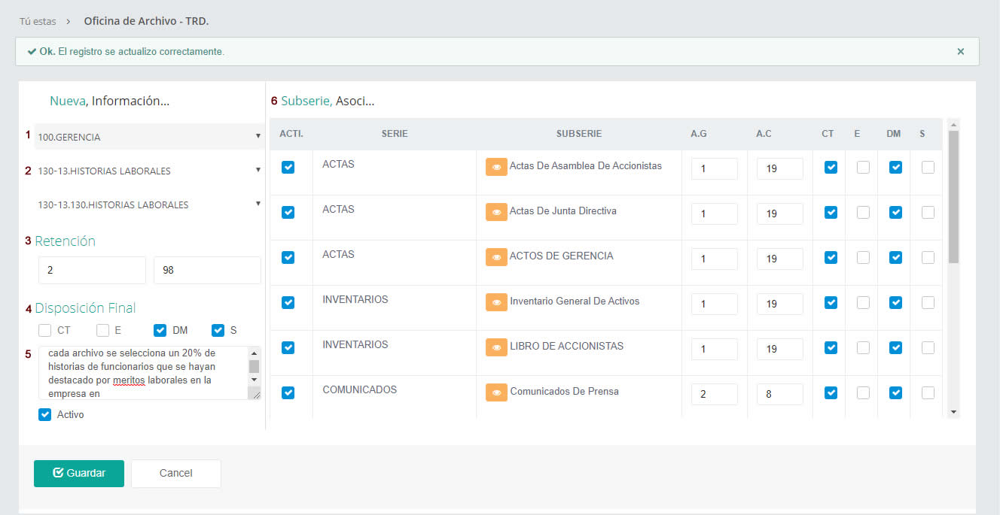 Tú estas > Oficina de Archivo - TRD.
Ok. El registro se actualizo correctamente. ×
Nueva, Información...
1 100.GERENCIA
2 130-13.HISTORIAS LABORALES
130-13.130.HISTORIAS LABORALES
3 Retención
2 98
4 Disposición Final
CT E DM S
5 cada archivo se selecciona un 20% de
historias de funcionarios que se hayan
destacado por meritos laborales en la
empresa en
Activo
6 Subserie, Asoci...
ACTI. SERIE SUBSERIE A.G A.C CT E DM S
ACTAS Actas De Asamblea De Accionistas 1 19
ACTAS Actas De Junta Directiva 1 19
ACTAS ACTOS DE GERENCIA 1 19
INVENTARIOS Inventario General De Activos 1 19
INVENTARIOS LIBRO DE ACCIONISTAS 1 19
COMUNICADOS Comunicados De Prensa 2 8
Guardar Cancel